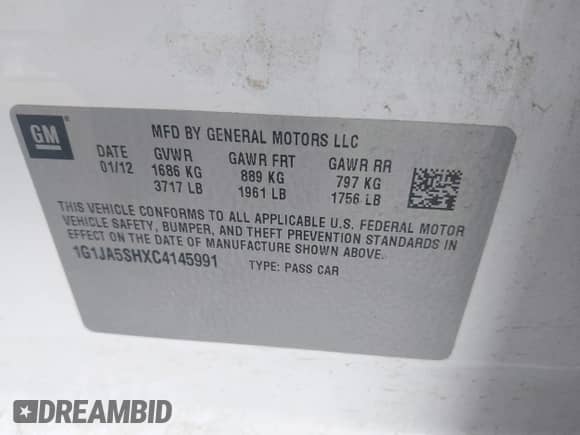 GM
MFD BY GENERAL MOTORS LLC
DATE GVWR GAWR FRT GAWR RR
01/12 1686 KG 889 KG 797 KG
3717 LB 1961 LB 1756 LB
THIS VEHICLE CONFORMS TO ALL APPLICABLE U.S. FEDERAL MOTOR
VEHICLE SAFETY, BUMPER, AND THEFT PREVENTION STANDARDS IN
EFFECT ON THE DATE OF MANUFACTURE SHOWN ABOVE.
1G1JA5SHXC4145991 TYPE: PASS CAR
DREAMBID